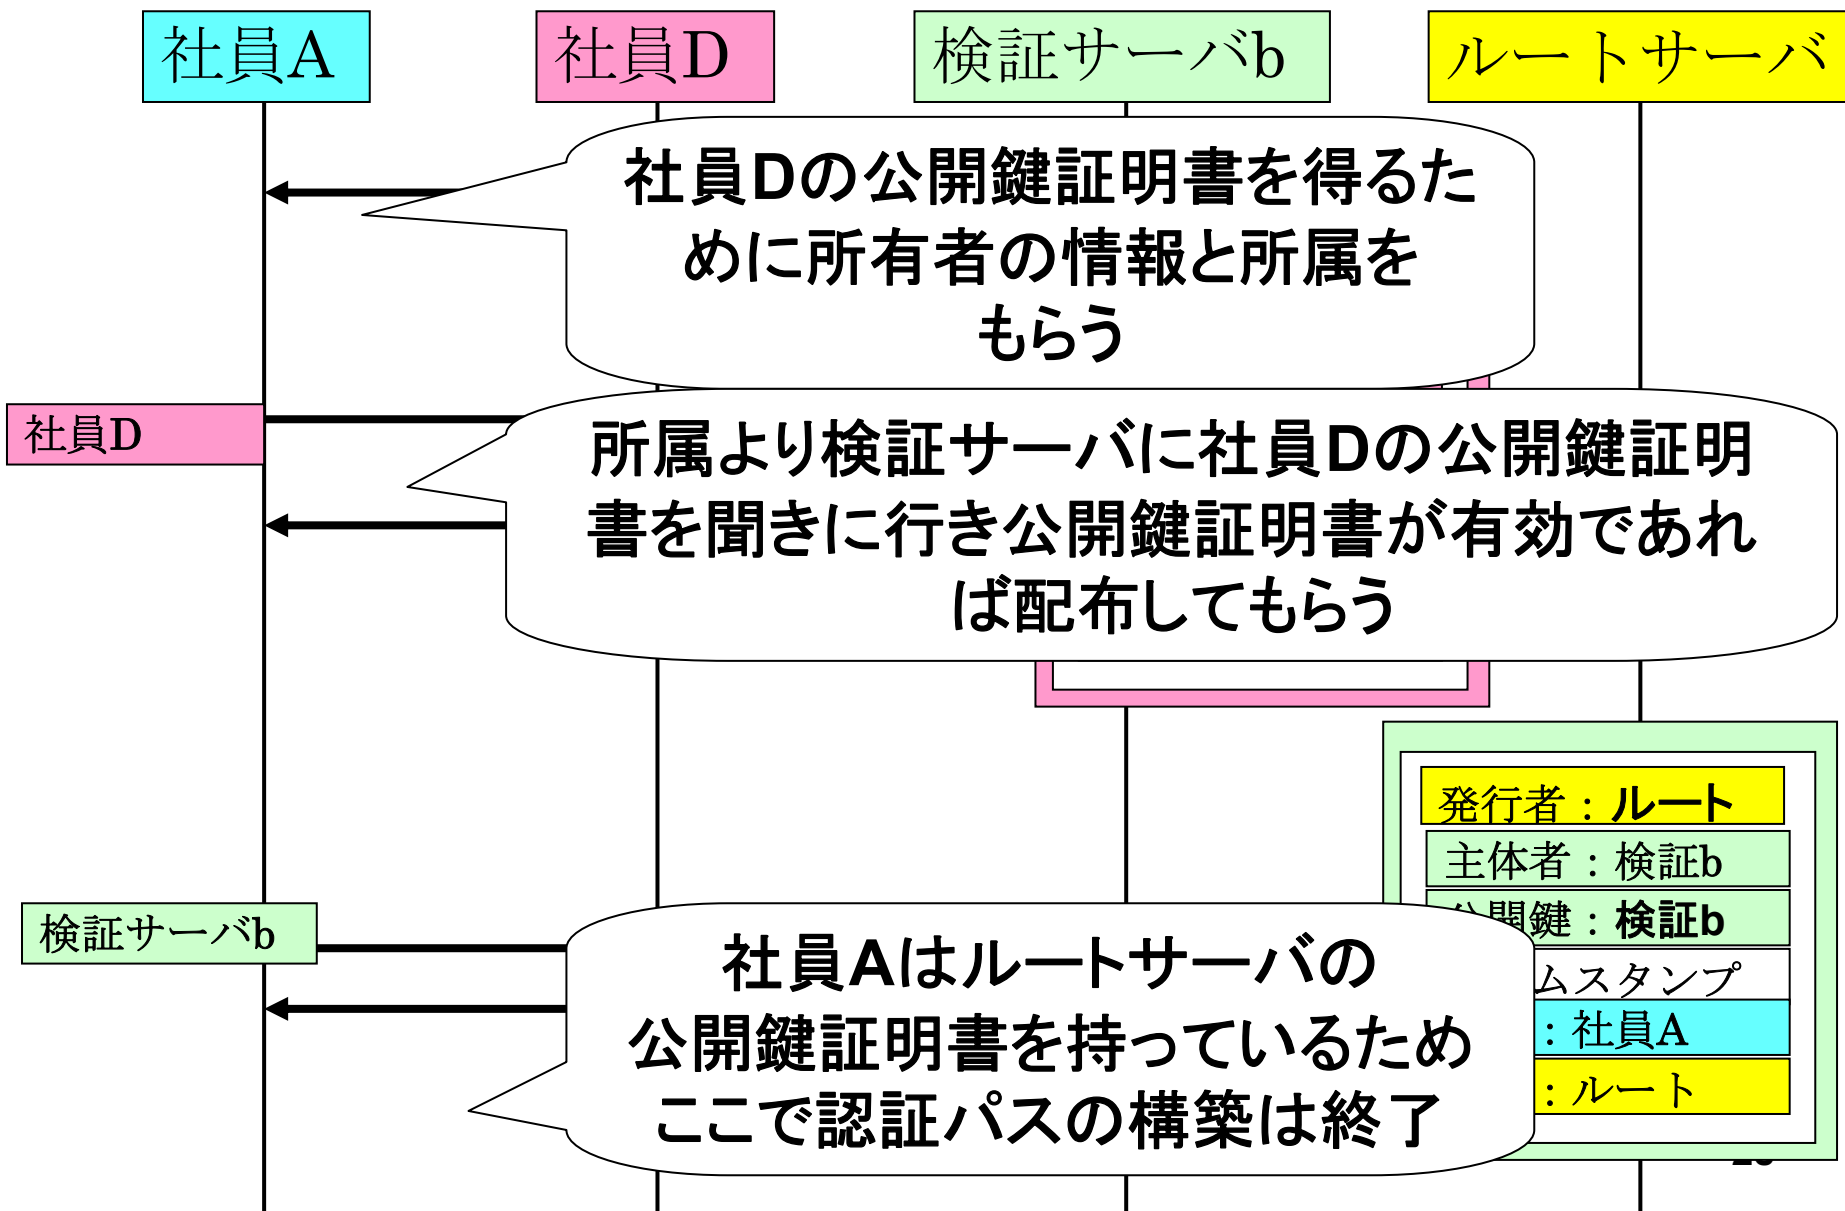 社員A
社員D
検証サーバb
ルートサーバ
社員Dの公開鍵証明書を得るた
めに所有者の情報と所属を
もらう
社員D
所属より検証サーバに社員Dの公開鍵証明
書を聞きに行き公開鍵証明書が有効であれ
ば配布してもらう
発行者：ルート
主体者：検証b
公開鍵：検証b
ムスタンプ
：社員A
：ルート
検証サーバb
社員Aはルートサーバの
公開鍵証明書を持っているため
ここで認証パスの構築は終了